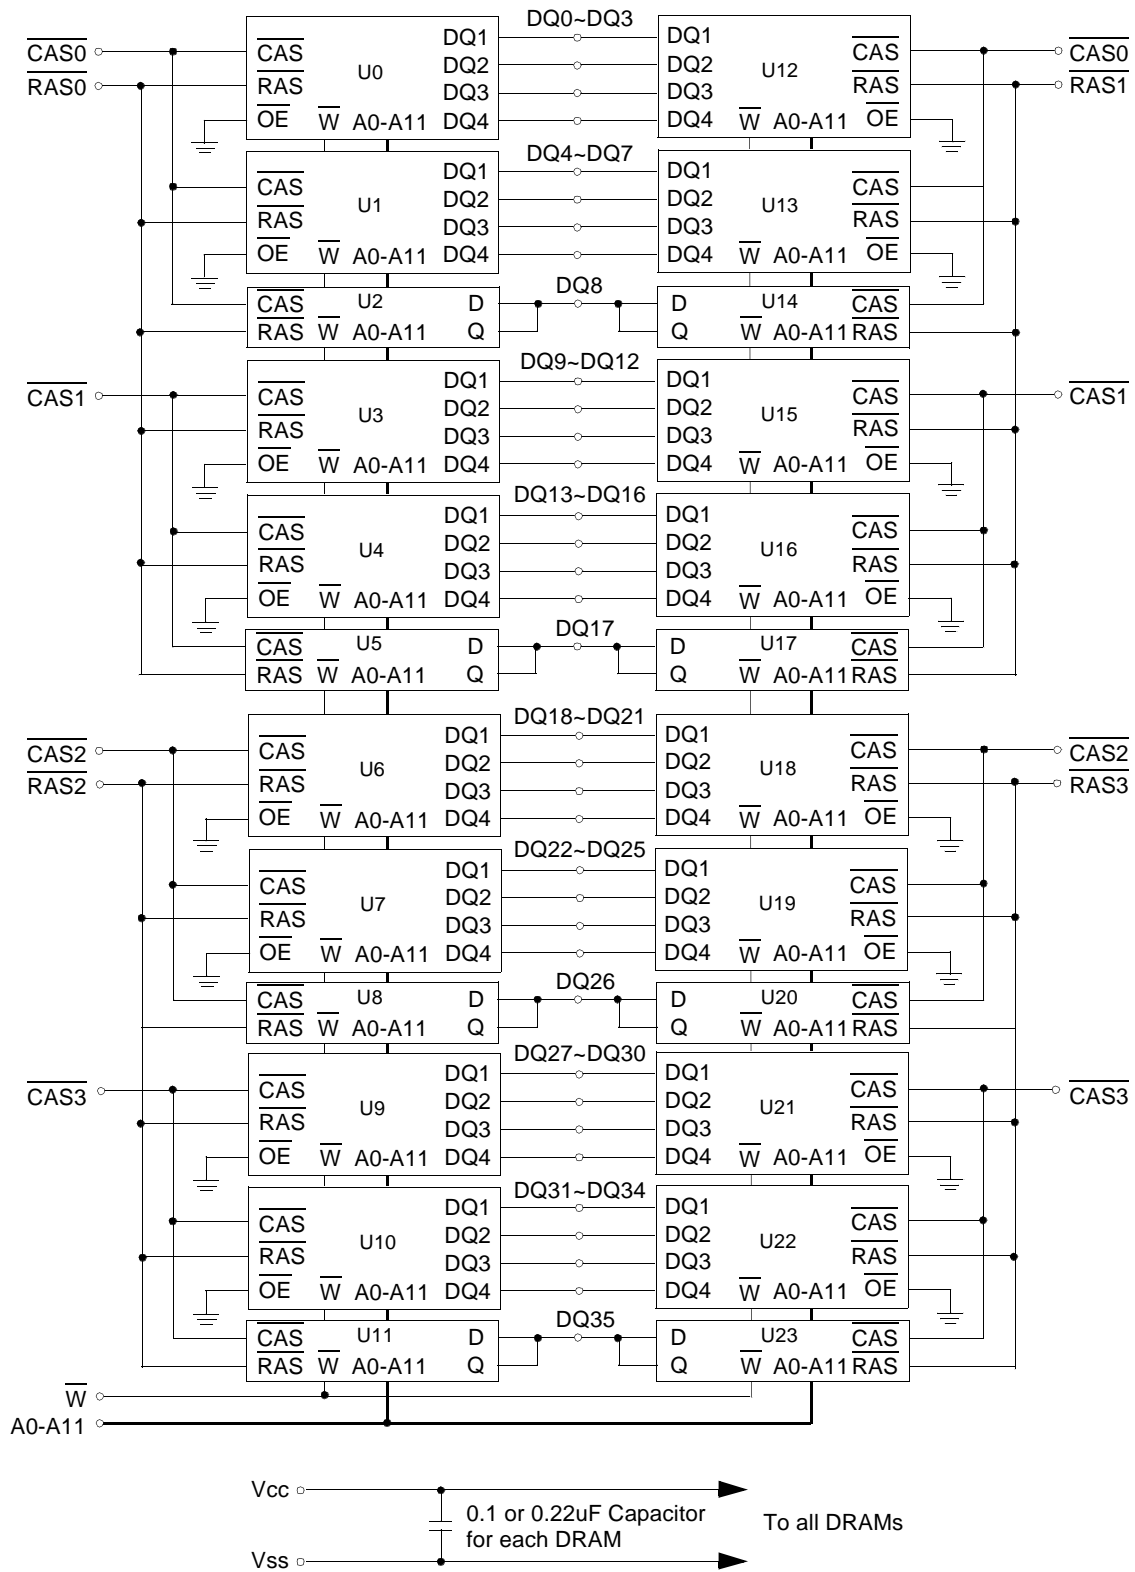 DQ0~DQ3
CAS0 CAS U0 DQ1 DQ1 U12 CAS CAS0
RAS0 RAS DQ2 DQ2 RAS RAS1
DQ3 DQ3
OE W A0-A11 DQ4 DQ4 W A0-A11 OE
DQ4~DQ7
CAS U1 DQ1 DQ1 U13 CAS
RAS DQ2 DQ2 RAS
DQ3 DQ3
OE W A0-A11 DQ4 DQ4 W A0-A11 OE
DQ8
CAS U2 D D U14 CAS
RAS W A0-A11 Q Q W A0-A11 RAS
DQ9~DQ12
CAS1 CAS U3 DQ1 DQ1 U15 CAS CAS1
RAS DQ2 DQ2 RAS
DQ3 DQ3
OE W A0-A11 DQ4 DQ4 W A0-A11 OE
DQ13~DQ16
CAS U4 DQ1 DQ1 U16 CAS
RAS DQ2 DQ2 RAS
DQ3 DQ3
OE W A0-A11 DQ4 DQ4 W A0-A11 OE
DQ17
CAS U5 D D U17 CAS
RAS W A0-A11 Q Q W A0-A11 RAS
DQ18~DQ21
CAS2 CAS U6 DQ1 DQ1 U18 CAS CAS2
RAS2 RAS DQ2 DQ2 RAS RAS3
DQ3 DQ3
OE W A0-A11 DQ4 DQ4 W A0-A11 OE
DQ22~DQ25
CAS U7 DQ1 DQ1 U19 CAS
RAS DQ2 DQ2 RAS
DQ3 DQ3
OE W A0-A11 DQ4 DQ4 W A0-A11 OE
DQ26
CAS U8 D D U20 CAS
RAS W A0-A11 Q Q W A0-A11 RAS
DQ27~DQ30
CAS3 CAS U9 DQ1 DQ1 U21 CAS CAS3
RAS DQ2 DQ2 RAS
DQ3 DQ3
OE W A0-A11 DQ4 DQ4 W A0-A11 OE
DQ31~DQ34
CAS U10 DQ1 DQ1 U22 CAS
RAS DQ2 DQ2 RAS
DQ3 DQ3
OE W A0-A11 DQ4 DQ4 W A0-A11 OE
DQ35
CAS U11 D D U23 CAS
RAS W A0-A11 Q Q W A0-A11 RAS
W
A0-A11
Vcc
0.1 or 0.22uF Capacitor
for each DRAM
To all DRAMs
Vss